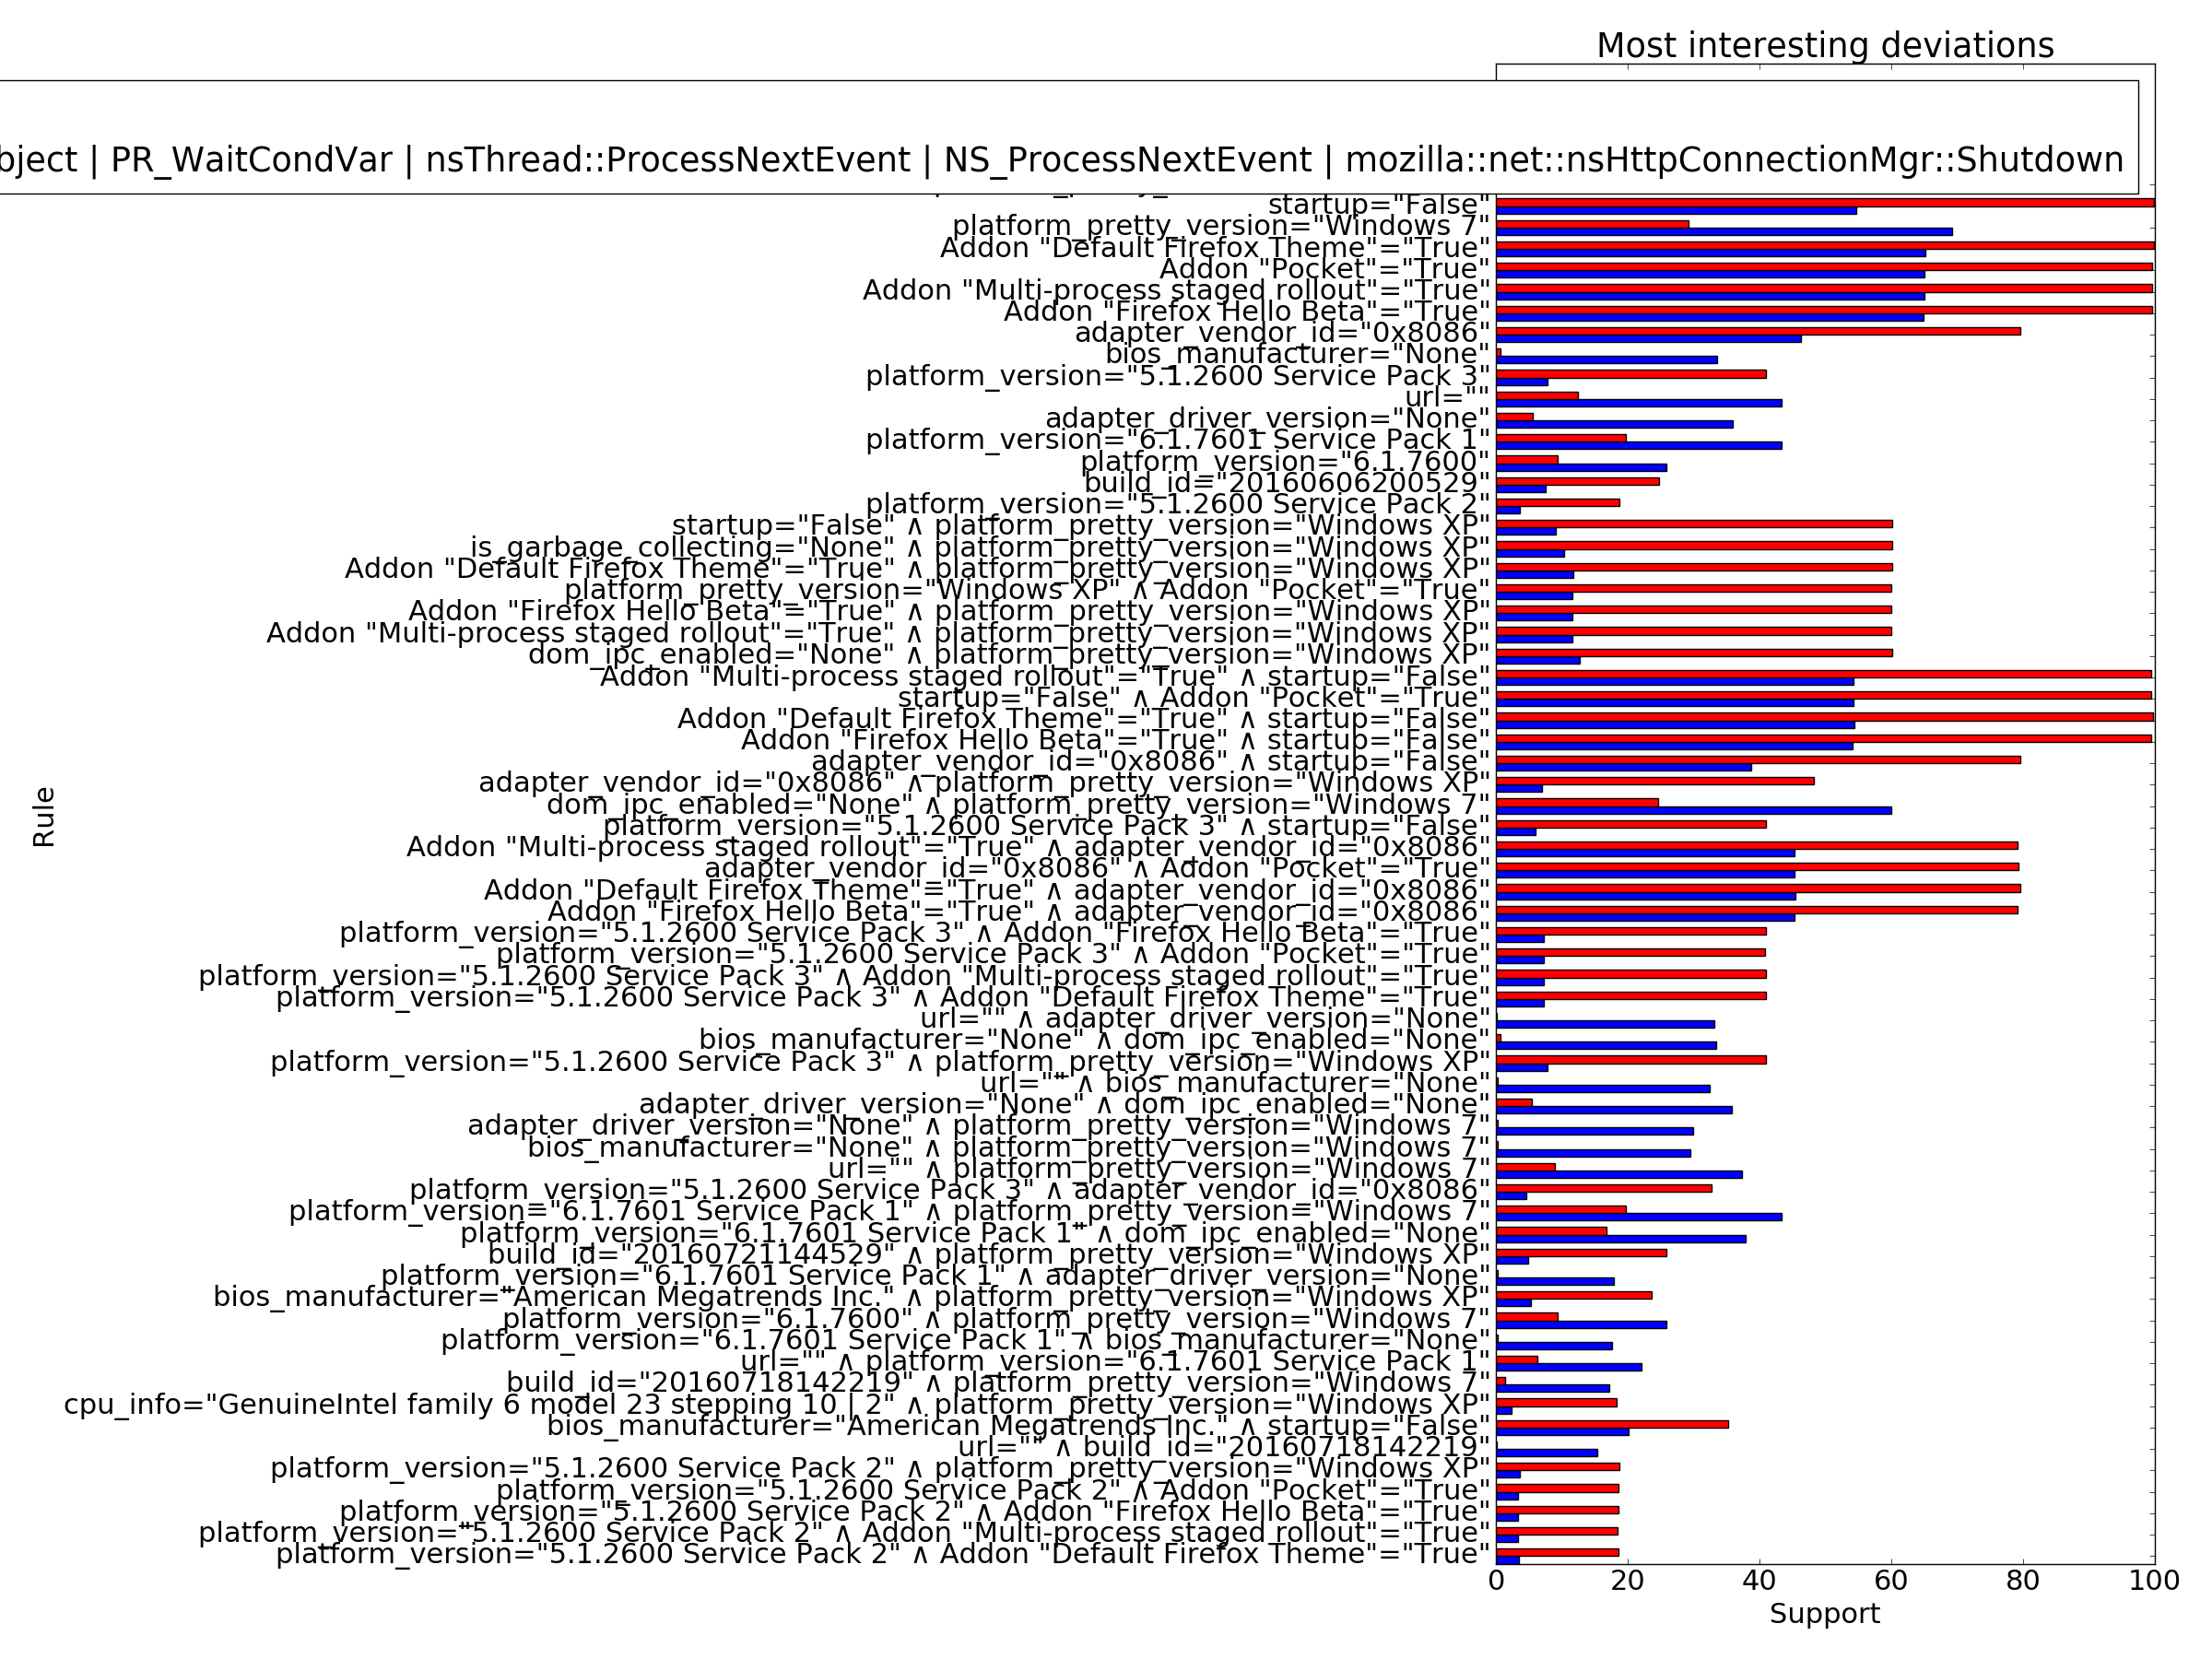 Most interesting deviations
bject | PR_WaitCondVar | nsThread::ProcessNextEvent | NS_ProcessNextEvent | mozilla::net::nsHttpConnectionMgr::Shutdown
startup="False"
platform_pretty_version="Windows 7"
Addon "Default Firefox Theme"="True"
Addon "Pocket"="True"
Addon "Multi-process staged rollout"="True"
Addon "Firefox Hello Beta"="True"
adapter_vendor_id="0x8086"
bios_manufacturer="None"
platform_version="5.1.2600 Service Pack 3"
url=""
adapter_driver_version="None"
platform_version="6.1.7601 Service Pack 1"
platform_version="6.1.7600"
build_id="20160606200529"
platform_version="5.1.2600 Service Pack 2"
startup="False" ∧ platform_pretty_version="Windows XP"
is_garbage_collecting="None" ∧ platform_pretty_version="Windows XP"
Addon "Default Firefox Theme"="True" ∧ platform_pretty_version="Windows XP"
platform_pretty_version="Windows XP" ∧ Addon "Pocket"="True"
Addon "Firefox Hello Beta"="True" ∧ platform_pretty_version="Windows XP"
Addon "Multi-process staged rollout"="True" ∧ platform_pretty_version="Windows XP"
dom_ipc_enabled="None" ∧ platform_pretty_version="Windows XP"
Addon "Multi-process staged rollout"="True" ∧ startup="False"
startup="False" ∧ Addon "Pocket"="True"
Addon "Default Firefox Theme"="True" ∧ startup="False"
Addon "Firefox Hello Beta"="True" ∧ startup="False"
adapter_vendor_id="0x8086" ∧ startup="False"
adapter_vendor_id="0x8086" ∧ platform_pretty_version="Windows XP"
dom_ipc_enabled="None" ∧ platform_pretty_version="Windows 7"
platform_version="5.1.2600 Service Pack 3" ∧ startup="False"
Addon "Multi-process staged rollout"="True" ∧ adapter_vendor_id="0x8086"
adapter_vendor_id="0x8086" ∧ Addon "Pocket"="True"
Addon "Default Firefox Theme"="True" ∧ adapter_vendor_id="0x8086"
Addon "Firefox Hello Beta"="True" ∧ adapter_vendor_id="0x8086"
platform_version="5.1.2600 Service Pack 3" ∧ Addon "Firefox Hello Beta"="True"
platform_version="5.1.2600 Service Pack 3" ∧ Addon "Pocket"="True"
platform_version="5.1.2600 Service Pack 3" ∧ Addon "Multi-process staged rollout"="True"
platform_version="5.1.2600 Service Pack 3" ∧ Addon "Default Firefox Theme"="True"
url="" ∧ adapter_driver_version="None"
bios_manufacturer="None" ∧ dom_ipc_enabled="None"
platform_version="5.1.2600 Service Pack 3" ∧ platform_pretty_version="Windows XP"
url="" ∧ bios_manufacturer="None"
adapter_driver_version="None" ∧ dom_ipc_enabled="None"
adapter_driver_version="None" ∧ platform_pretty_version="Windows 7"
bios_manufacturer="None" ∧ platform_pretty_version="Windows 7"
url="" ∧ platform_pretty_version="Windows 7"
platform_version="5.1.2600 Service Pack 3" ∧ adapter_vendor_id="0x8086"
platform_version="6.1.7601 Service Pack 1" ∧ platform_pretty_version="Windows 7"
platform_version="6.1.7601 Service Pack 1" ∧ dom_ipc_enabled="None"
build_id="20160721144529" ∧ platform_pretty_version="Windows XP"
platform_version="6.1.7601 Service Pack 1" ∧ adapter_driver_version="None"
bios_manufacturer="American Megatrends Inc." ∧ platform_pretty_version="Windows XP"
platform_version="6.1.7600" ∧ platform_pretty_version="Windows 7"
platform_version="6.1.7601 Service Pack 1" ∧ bios_manufacturer="None"
url="" ∧ platform_version="6.1.7601 Service Pack 1"
build_id="20160718142219" ∧ platform_pretty_version="Windows 7"
cpu_info="GenuineIntel family 6 model 23 stepping 10 | 2" ∧ platform_pretty_version="Windows XP"
bios_manufacturer="American Megatrends Inc." ∧ startup="False"
url="" ∧ build_id="20160718142219"
platform_version="5.1.2600 Service Pack 2" ∧ platform_pretty_version="Windows XP"
platform_version="5.1.2600 Service Pack 2" ∧ Addon "Pocket"="True"
platform_version="5.1.2600 Service Pack 2" ∧ Addon "Firefox Hello Beta"="True"
platform_version="5.1.2600 Service Pack 2" ∧ Addon "Multi-process staged rollout"="True"
platform_version="5.1.2600 Service Pack 2" ∧ Addon "Default Firefox Theme"="True"
Rule
0 20 40 60 80 100
Support